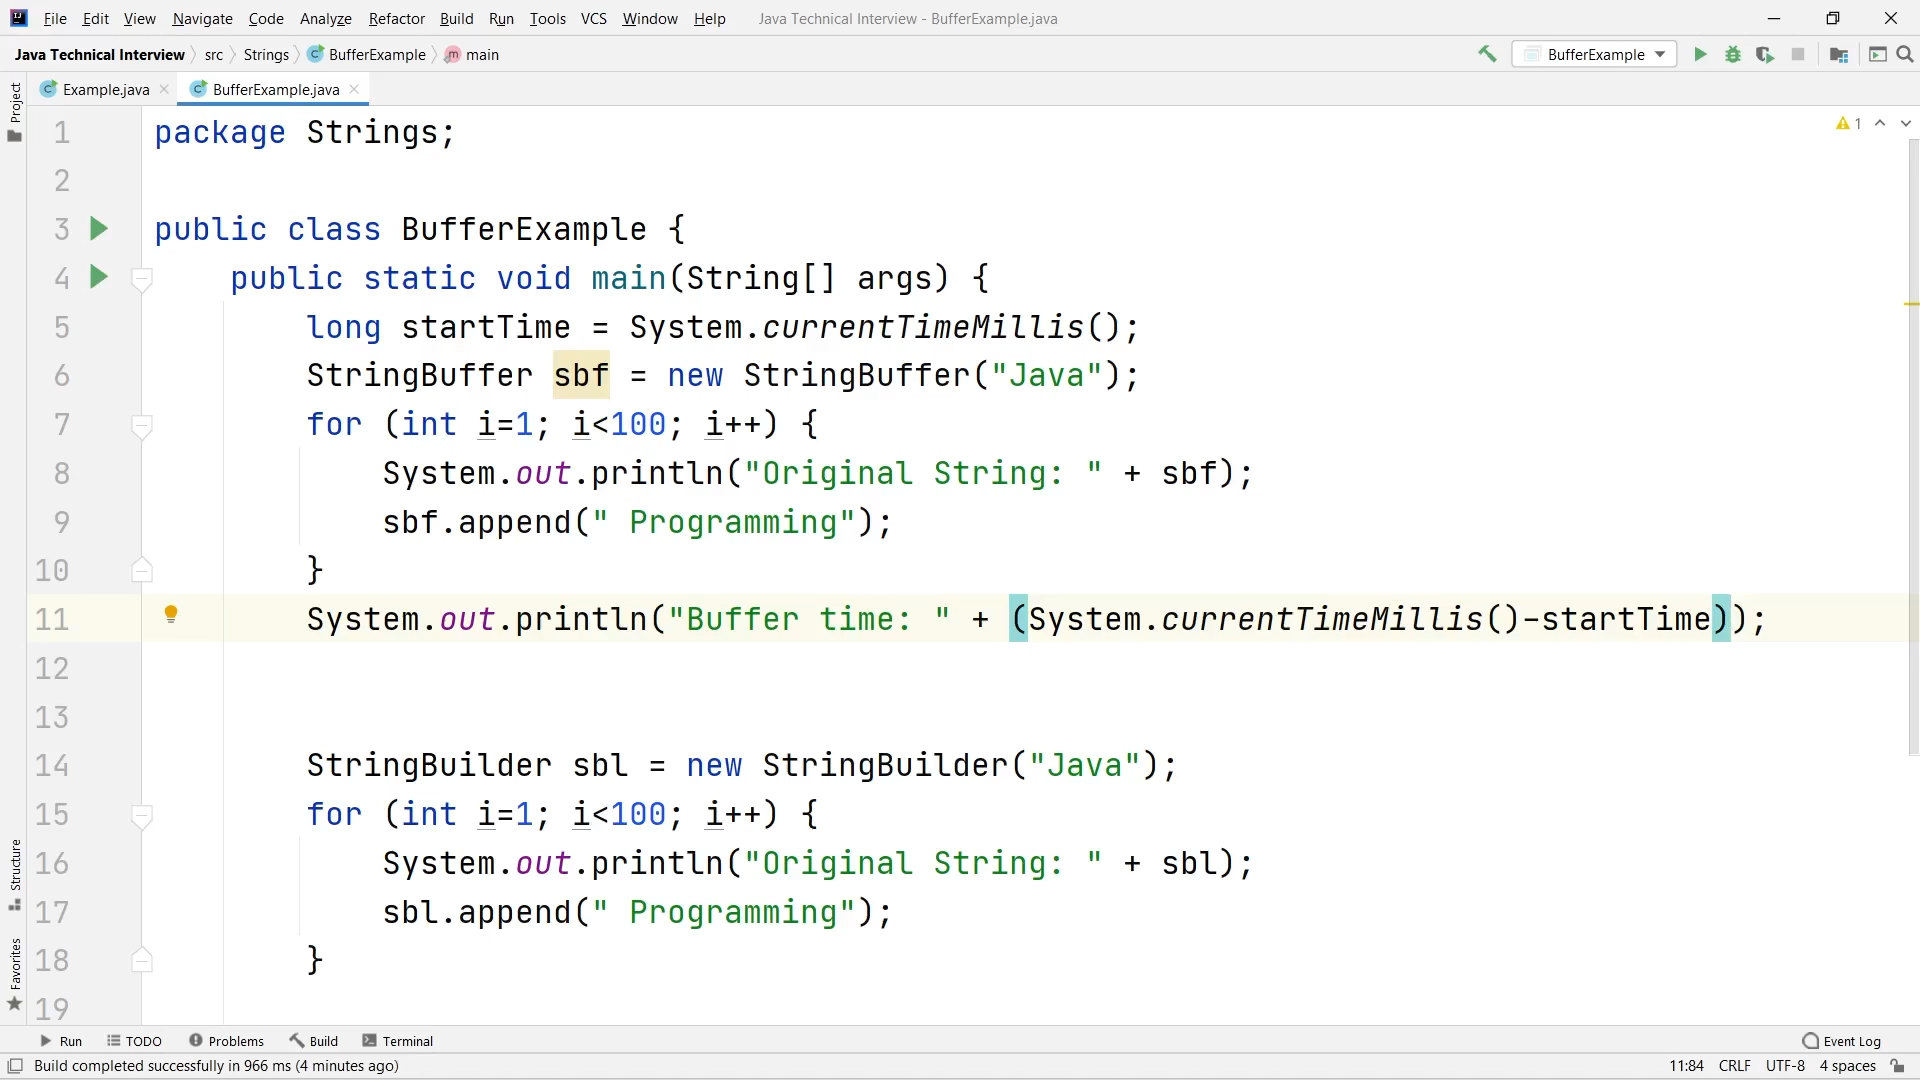 File Edit View Navigate Code Analyze Refactor Build Run Tools VCS Window Help Java Technical Interview - BufferExample.java
Java Technical Interview src Strings BufferExample main BufferExample
Example.java BufferExample.java
Project
1 package Strings;
1
2
3 public class BufferExample {
4 public static void main(String[] args) {
5 long startTime = System.currentTimeMillis();
6 StringBuffer sbf = new StringBuffer("Java");
7 for (int i=1; i<100; i++) {
8 System.out.println("Original String: " + sbf);
9 sbf.append(" Programming");
10 }
11 System.out.println("Buffer time: " + (System.currentTimeMillis()-startTime));
12
13
14 StringBuilder sbl = new StringBuilder("Java");
15 for (int i=1; i<100; i++) {
16 System.out.println("Original String: " + sbl);
17 sbl.append(" Programming");
18 }
19
Structure
Favorites
Run TODO Problems Build Terminal Event Log
Build completed successfully in 966 ms (4 minutes ago) 11:84 CRLF UTF-8 4 spaces